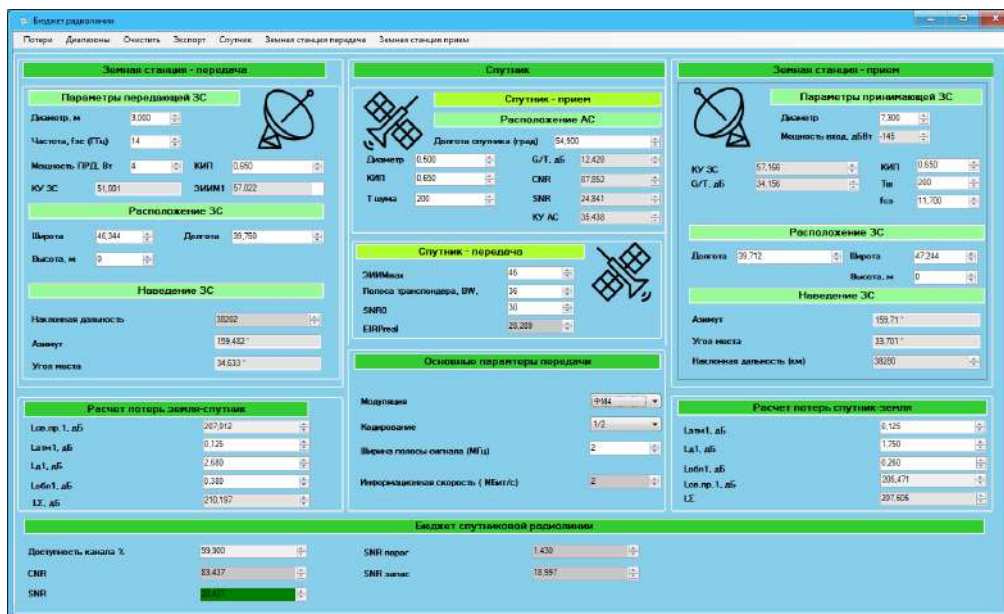 Бюджет радиолинии
Потери Диапазоны Очистить Экспорт Спутник Земная станция передача Земная станция прием
Земная станция - передача
Параметры передающей ЗС
Диаметр, м 3,000
Частота, fзс (ГГц) 14
Мощность ПРД, Вт 4 КИП 0,650
КУ ЗС 51,001 ЭИИМ1 57,022
Расположение ЗС
Широта 46,344 Долгота 39,750
Высота, м 0
Наведение ЗС
Наклонная дальность 38202
Азимут 159,482 °
Угол места 34,633 °
Спутник
Спутник - прием
Расположение АС
Долгота спутника (град) 54,900
Диаметр 0,500 G/T, дБ 12,428
КИП 0,650 CNR 87,852
Т шума 200 SNR 24,841
КУ АС 35,438
Спутник - передача
ЭИИМмах 46
Полоса транспондера, BW, 36
SNR0 30
EIRPreal 28,289
Основные парамтеры передачи
Модуляция ФМ4
Кодирование 1/2
Ширина полосы сигнала (МГц) 2
Информационная скорость ( МБит/с) 2
Земная станция - прием
Параметры принимающей ЗС
Диаметр 7,300
Мощность вход, дБВт -145
КУ ЗС 57,166 КИП 0,650
G/T, дБ 34,156 Тш 200
11,700
Расположение ЗС
Долгота 39,712 Широта 47,244
Высота, м 0
Наведение ЗС
Азимут 159,71 °
Угол места 33,701 °
Наклонная дальность (км) 38280
Расчет потерь земля-спутник
Lсв.пр.1, дБ 207,012
Lатм1, дБ 0,125
Lд1, дБ 2,680
Lобл1, дБ 0,380
LΣ, дБ 210,197
Расчет потерь спутник-земля
Lатм1, дБ 0,125
Lд1, дБ 1,750
Lобл1, дБ 0,260
Lсв.пр.1, дБ 205,471
LΣ 207,606
Бюджет спутниковой радиолинии
Доступность канала % 99,900 SNR порог 1,430
CNR 83,437 SNR запас 18,997
SNR